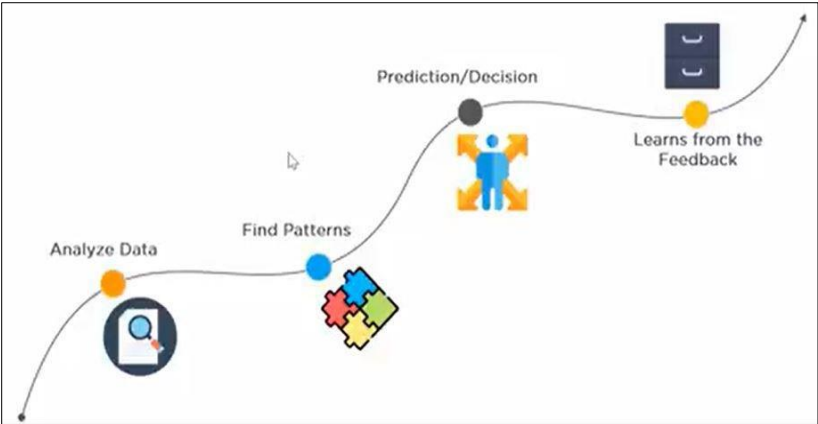 Analyze Data
Find Patterns
Prediction/Decision
Learns from the
Feedback